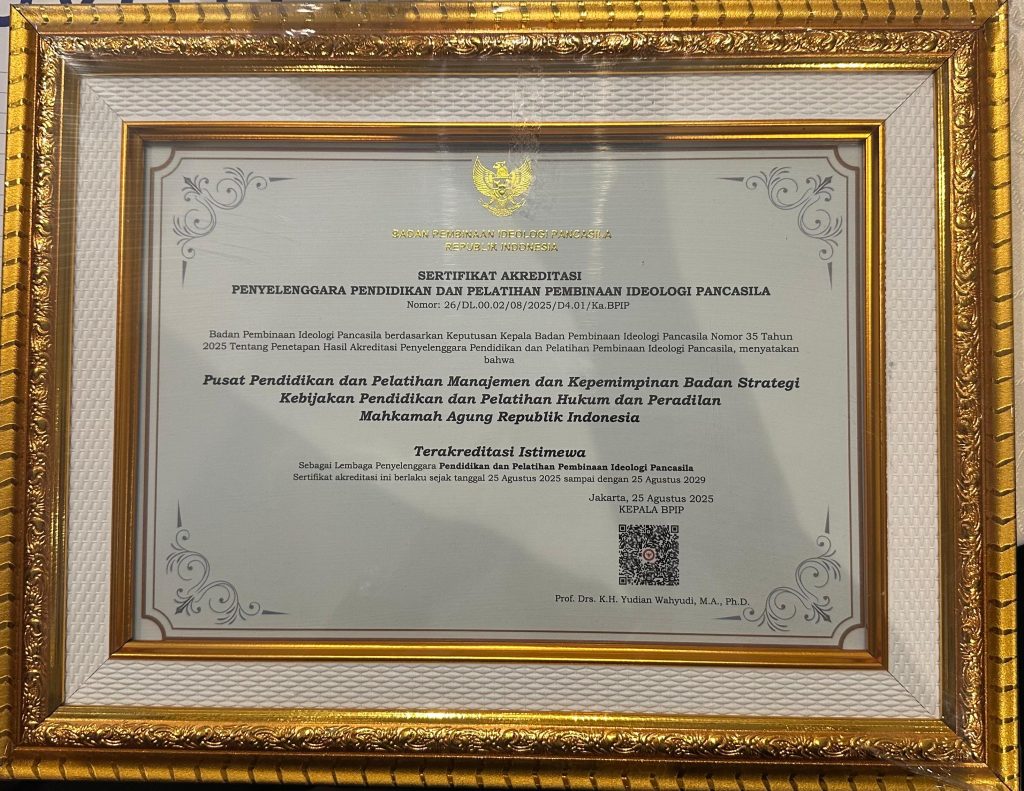 BADAN PEMBINAAN IDEOLOGI PANCASILA
REPUBLIK INDONESIA
SERTIFIKAT AKREDITASI
PENYELENGGARA PENDIDIKAN DAN PELATIHAN PEMBINAAN IDEOLOGI PANCASILA
Nomor: 26/DL.00.02/08/2025/D4.01/Ka.BPIP
Badan Pembinaan Ideologi Pancasila berdasarkan Keputusan Kepala Badan Pembinaan Ideologi Pancasila Nomor 35 Tahun
2025 Tentang Penetapan Hasil Akreditasi Penyelenggara Pendidikan dan Pelatihan Pembinaan Ideologi Pancasila, menyatakan
bahwa
Pusat Pendidikan dan Pelatihan Manajemen dan Kepemimpinan Badan Strategi
Kebijakan Pendidikan dan Pelatihan Hukum dan Peradilan
Mahkamah Agung Republik Indonesia
Terakreditasi Istimewa
Sebagai Lembaga Penyelenggara Pendidikan dan Pelatihan Pembinaan Ideologi Pancasila
Sertifikat akreditasi ini berlaku sejak tanggal 25 Agustus 2025 sampai dengan 25 Agustus 2029
Jakarta, 25 Agustus 2025
KEPALA BPIP
Prof. Drs. K.H. Yudian Wahyudi, M.A., Ph.D.